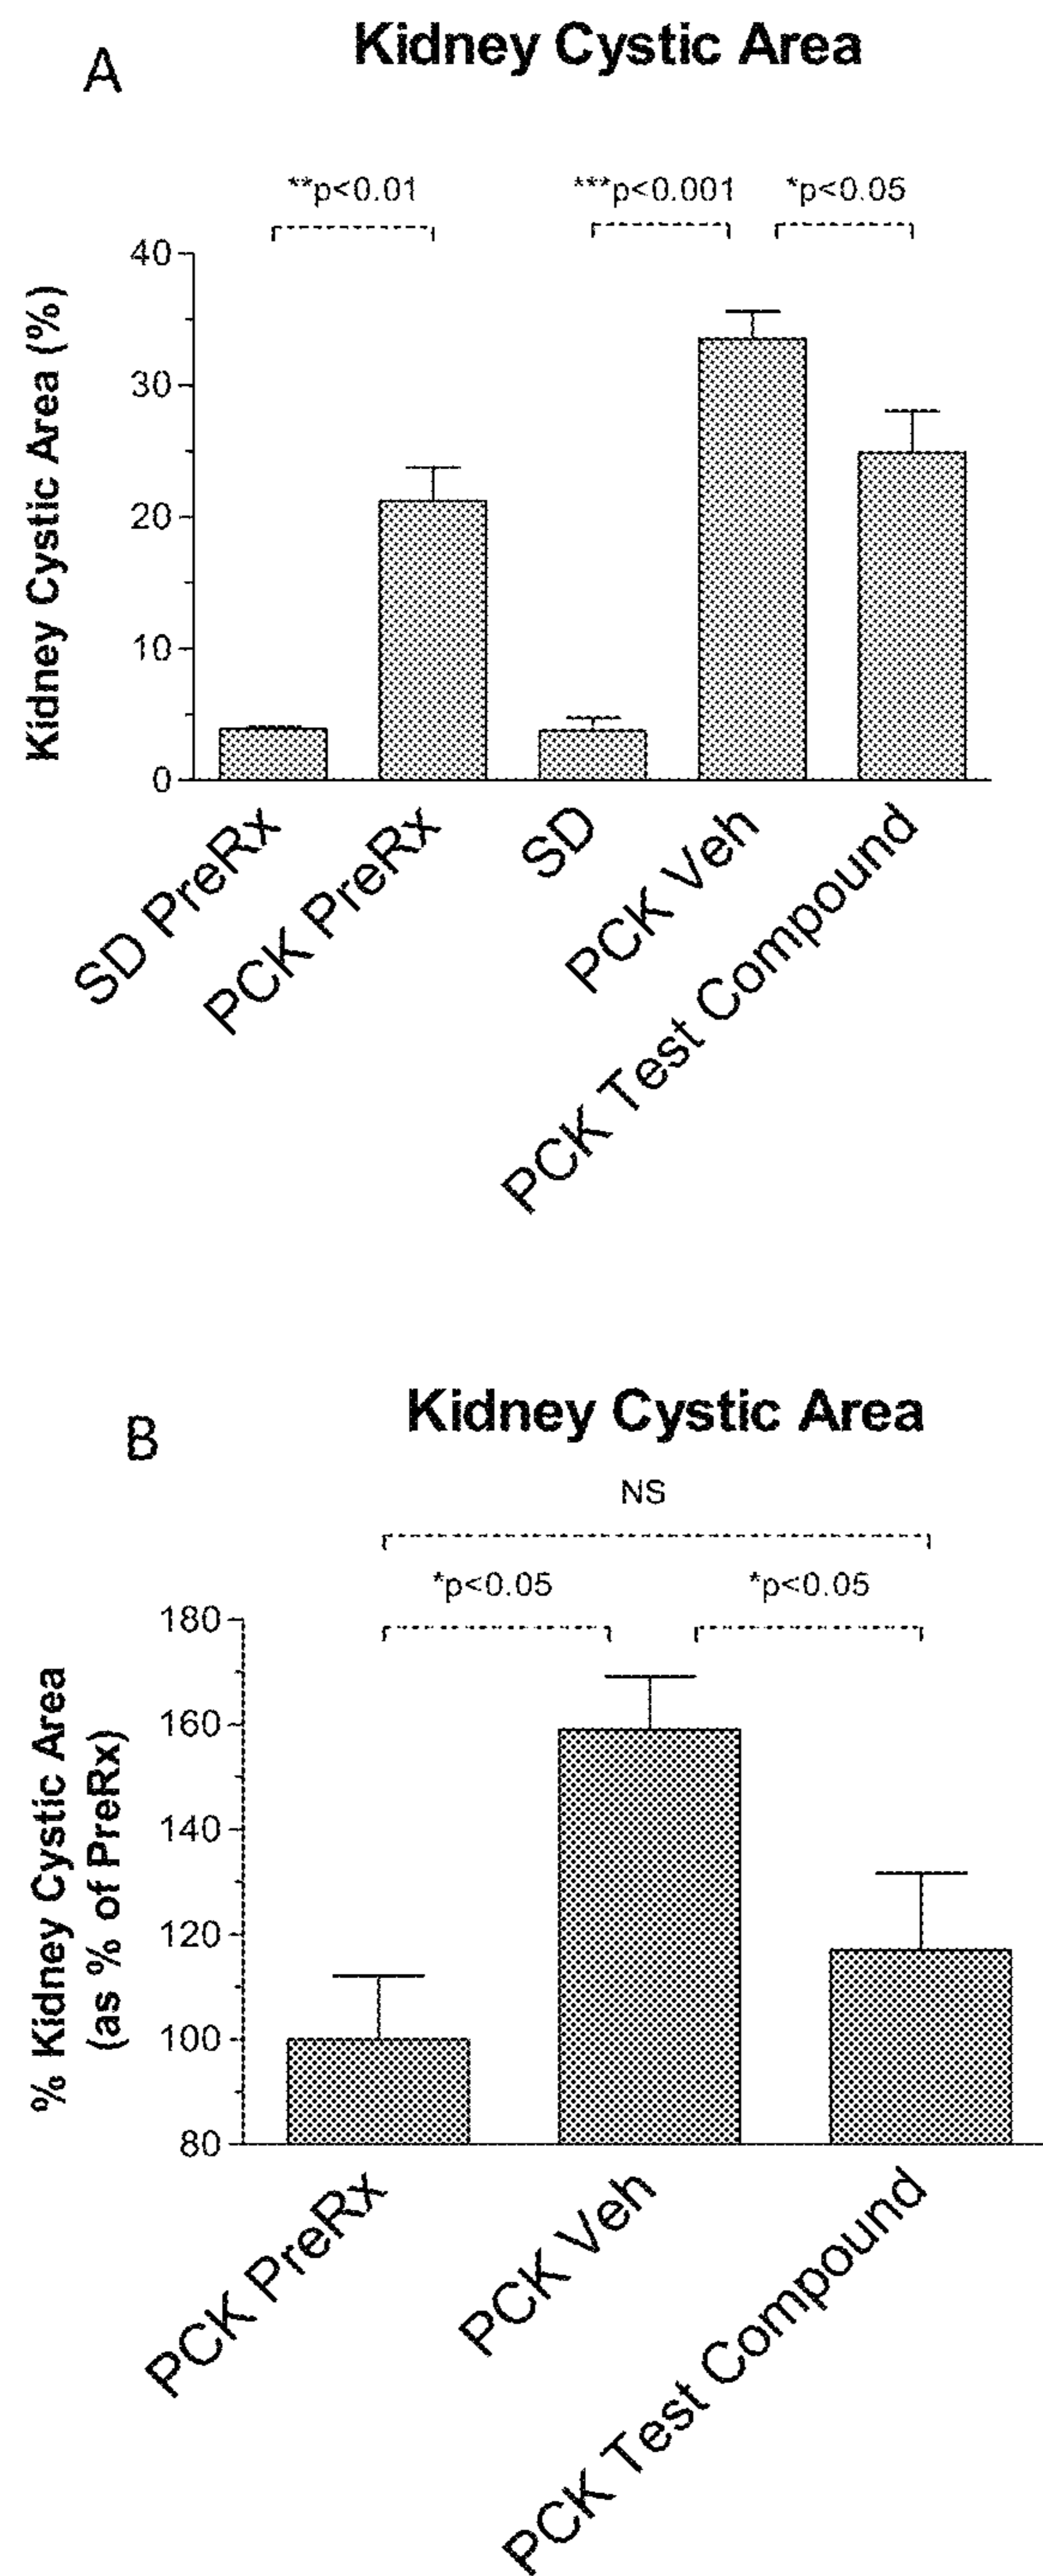 A
Kidney Cystic Area
**p<0.01
***p<0.001
*p<0.05
Kidney Cystic Area (%)
40
30
20
10
0
SD PreRx
PCK PreRx
SD
PCK Veh
PCK Test Compound
B
Kidney Cystic Area
NS
*p<0.05
*p<0.05
% Kidney Cystic Area
(as % of PreRx)
180
160
140
120
100
80
PCK PreRx
PCK Veh
PCK Test Compound